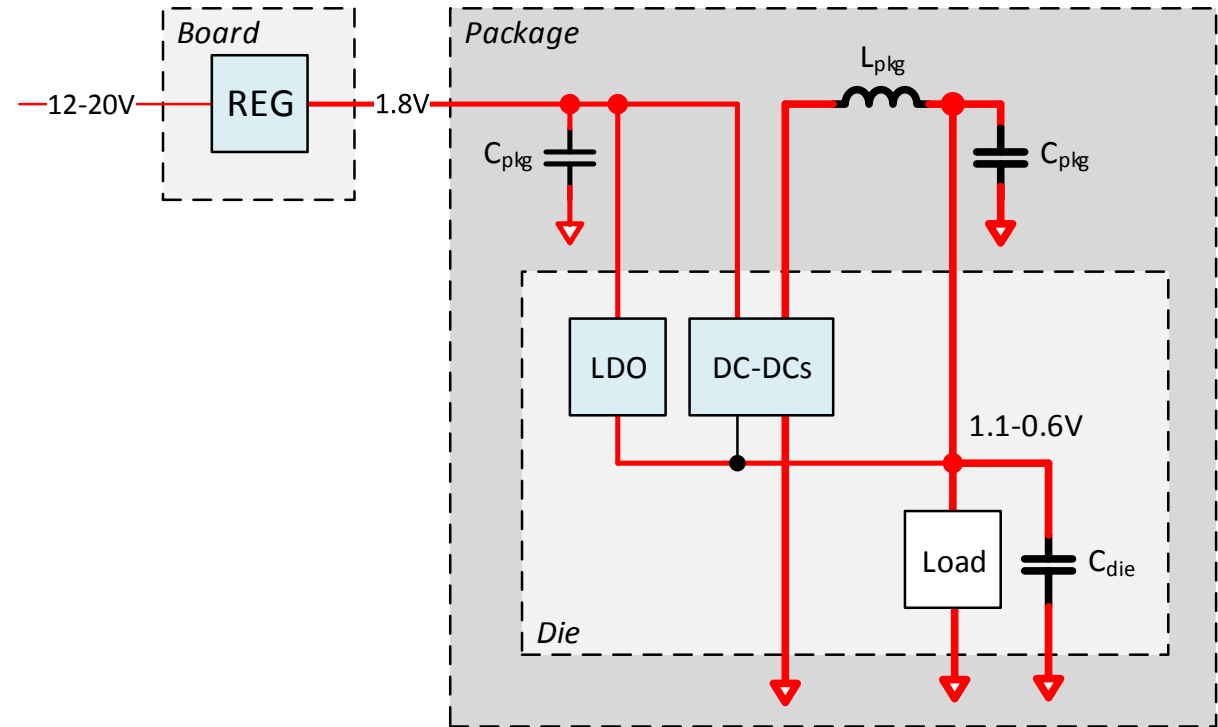 Board
Package
12-20V
REG
1.8V
Lpkg
Cpkg
Cpkg
LDO
DC-DCs
1.1-0.6V
Load
Cdie
Die